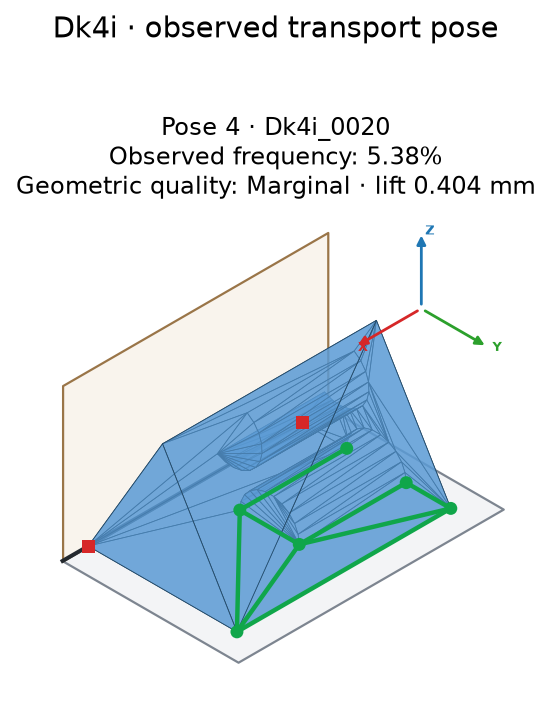 Dk4i · observed transport pose
Pose 4 · Dk4i_0020
Observed frequency: 5.38%
Geometric quality: Marginal · lift 0.404 mm
Z
X
Y